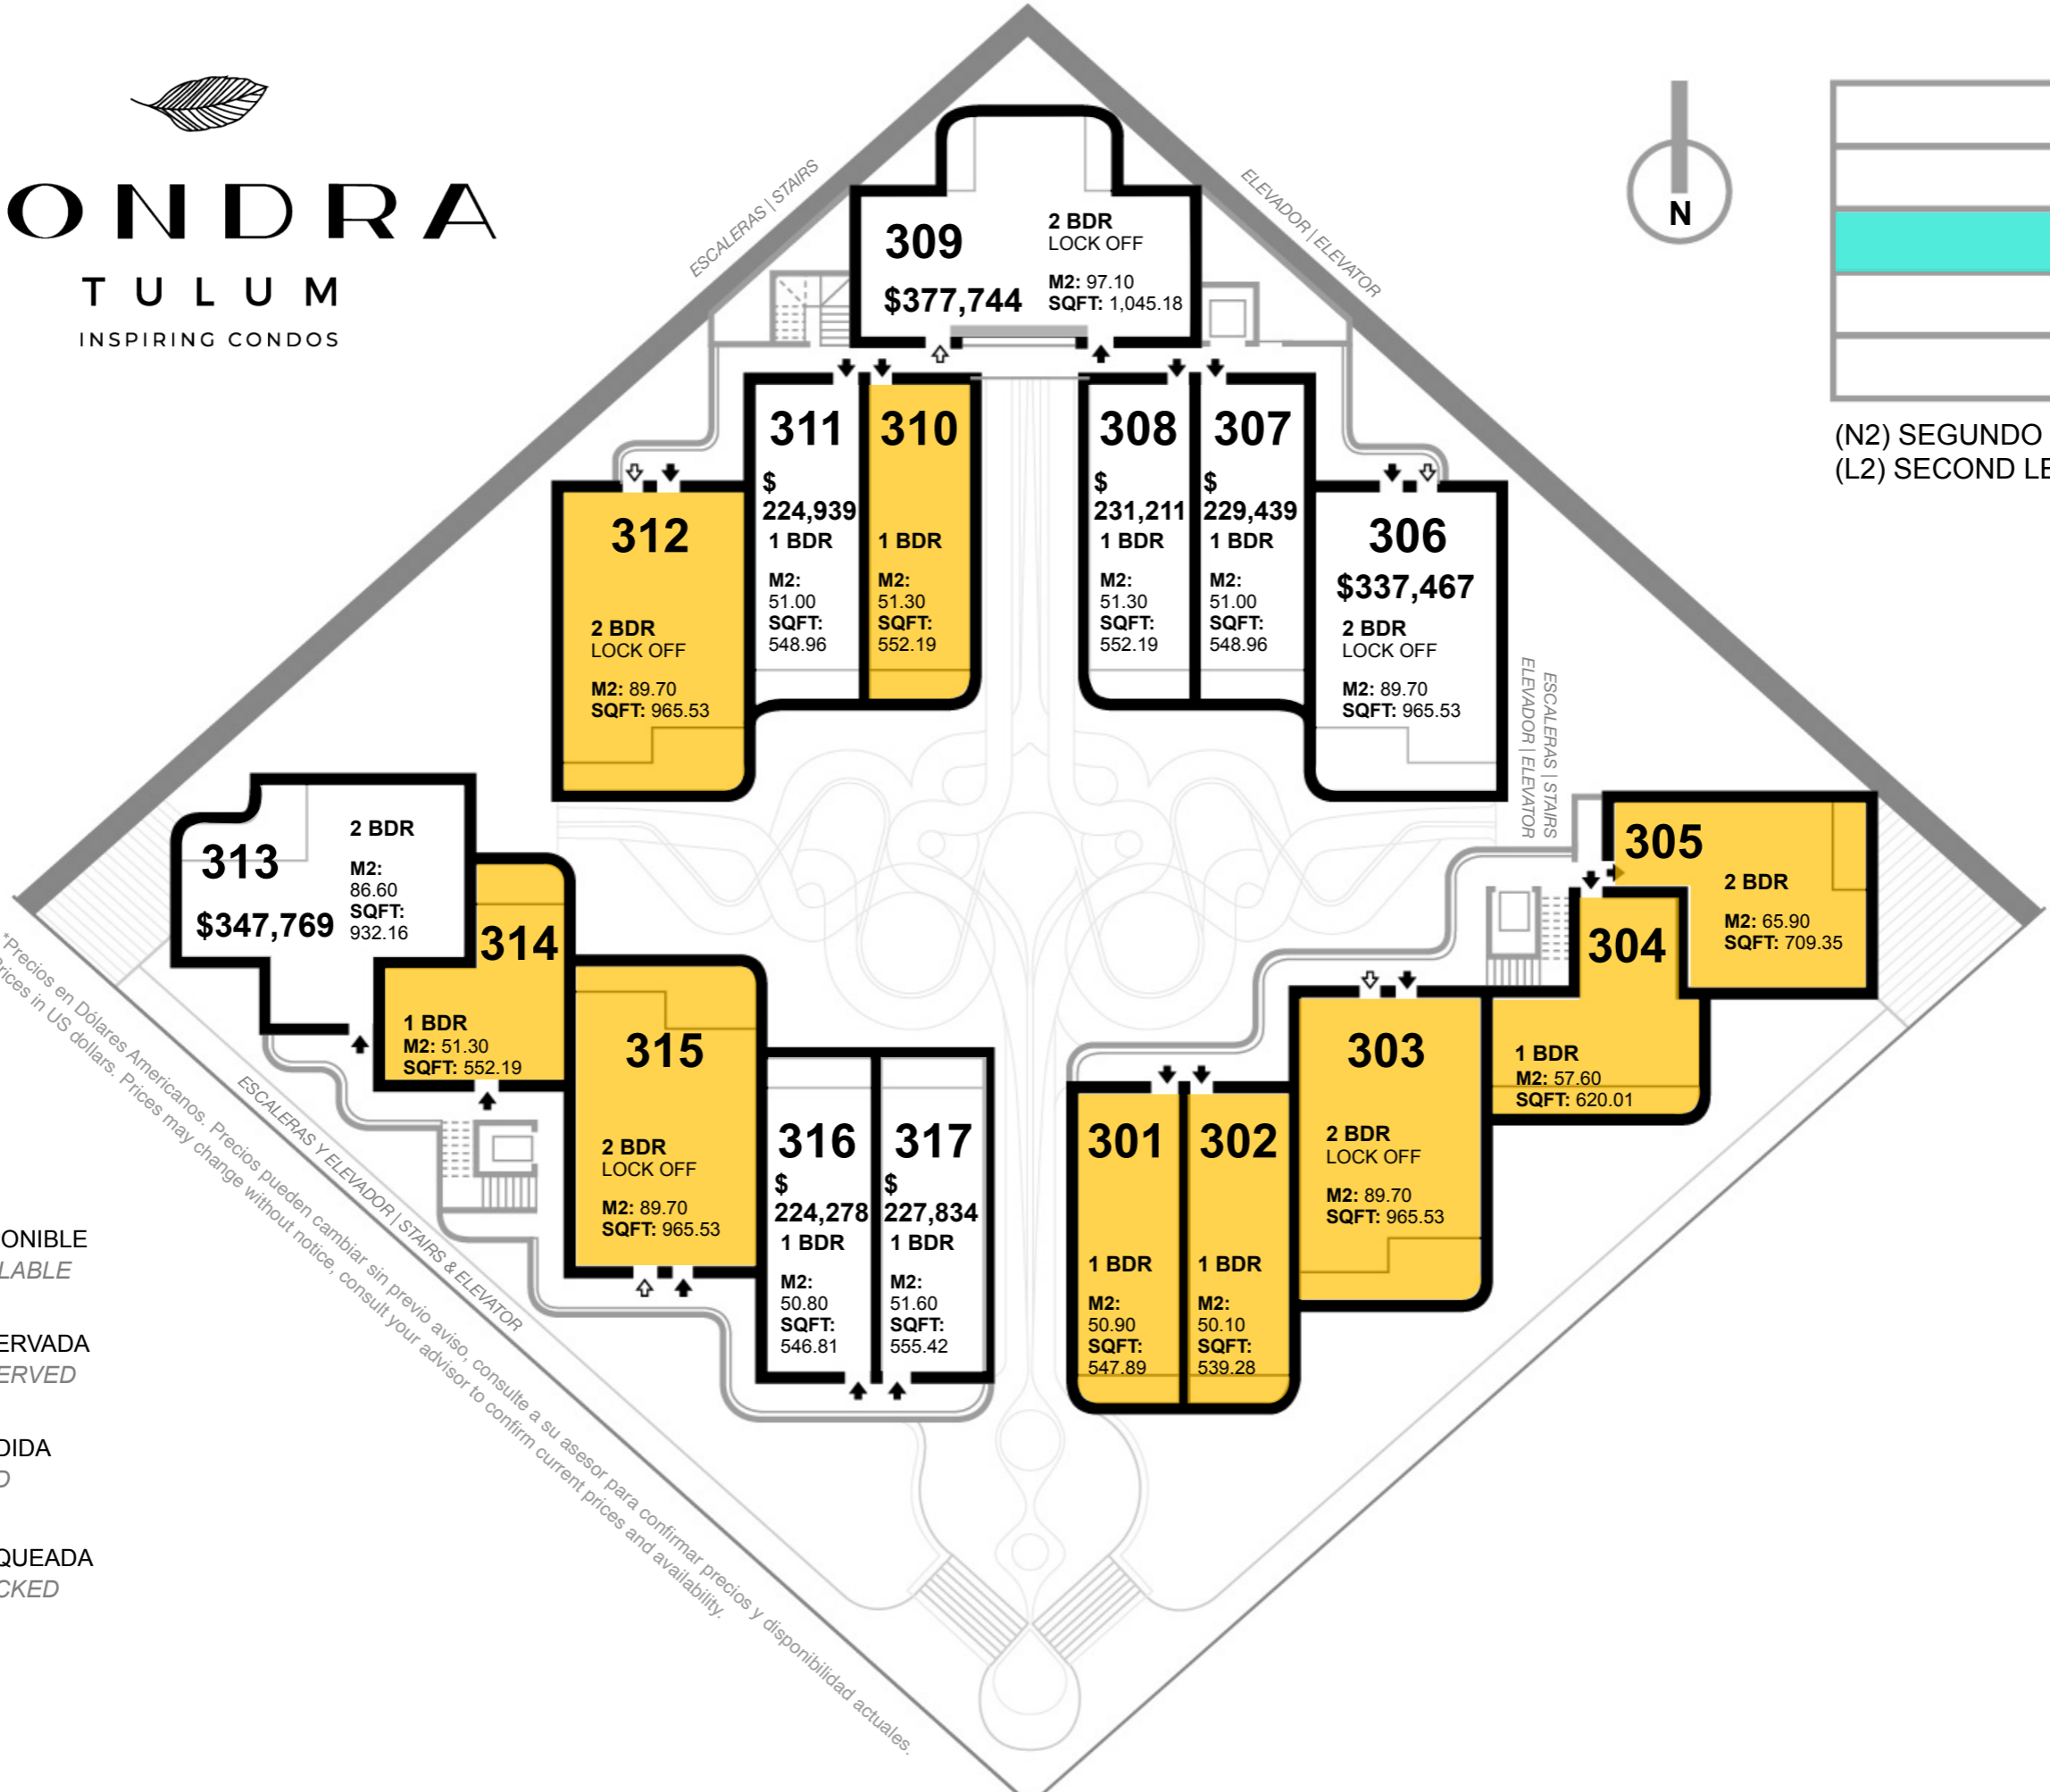 ONDRA
TULUM
INSPIRING CONDOS
ESCALERAS | STAIRS
ELEVADOR | ELEVATOR
N
(N2) SEGUNDO
(L2) SECOND LE
309
$377,744
2 BDR
LOCK OFF
M2: 97.10
SQFT: 1,045.18
311
$
224,939
1 BDR
M2:
51.00
SQFT:
548.96
310
1 BDR
M2:
51.30
SQFT:
552.19
308
$
231,211
1 BDR
M2:
51.30
SQFT:
552.19
307
$
229,439
1 BDR
M2:
51.00
SQFT:
548.96
312
2 BDR
LOCK OFF
M2: 89.70
SQFT: 965.53
306
$337,467
2 BDR
LOCK OFF
M2: 89.70
SQFT: 965.53
ESCALERAS | STAIRS
ELEVADOR | ELEVATOR
313
$347,769
2 BDR
M2:
86.60
SQFT:
932.16
314
1 BDR
M2: 51.30
SQFT: 552.19
315
2 BDR
LOCK OFF
M2: 89.70
SQFT: 965.53
316
$
224,278
1 BDR
M2:
50.80
SQFT:
546.81
317
$
227,834
1 BDR
M2:
51.60
SQFT:
555.42
301
1 BDR
M2:
50.90
SQFT:
547.89
302
1 BDR
M2:
50.10
SQFT:
539.28
303
2 BDR
LOCK OFF
M2: 89.70
SQFT: 965.53
304
1 BDR
M2: 57.60
SQFT: 620.01
305
2 BDR
M2: 65.90
SQFT: 709.35
ESCALERAS Y ELEVADOR | STAIRS & ELEVATOR
*Precios en Dólares Americanos. Precios pueden cambiar sin previo aviso, consulte a su asesor para confirmar precios y disponibilidad actuales.
Prices in US dollars. Prices may change without notice, consult your advisor to confirm current prices and availability.
ONIBLE
LABLE
ERVADA
ERVED
DIDA
D
QUEADA
CKED